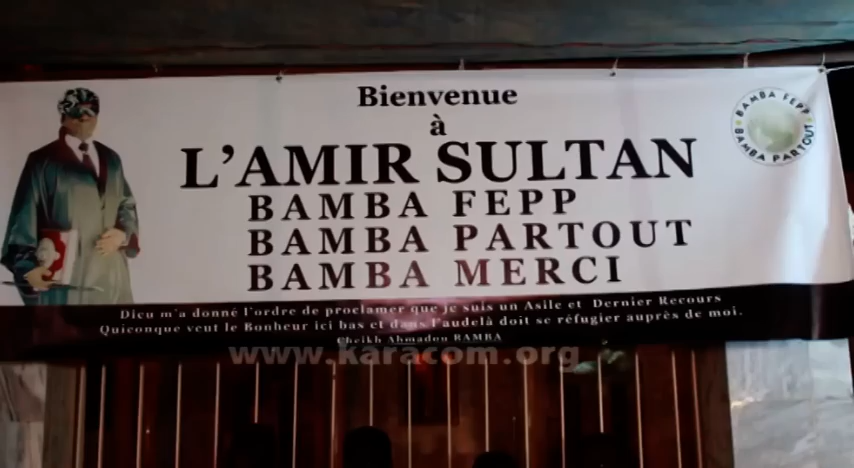 Bienvenue
à
L'AMIR SULTAN
BAMBA FEPP
BAMBA PARTOUT
BAMBA MERCI
BAMBA FEPP
BAMBA PARTOUT
Dieu m'a donné l'ordre de proclamer que je suis un Asile et Dernier Recours
Quiconque veut le Bonheur ici bas et dans l'audelà doit se réfugier auprès de moi.
Cheikh Ahmadou BAMBA
www.karacom.org